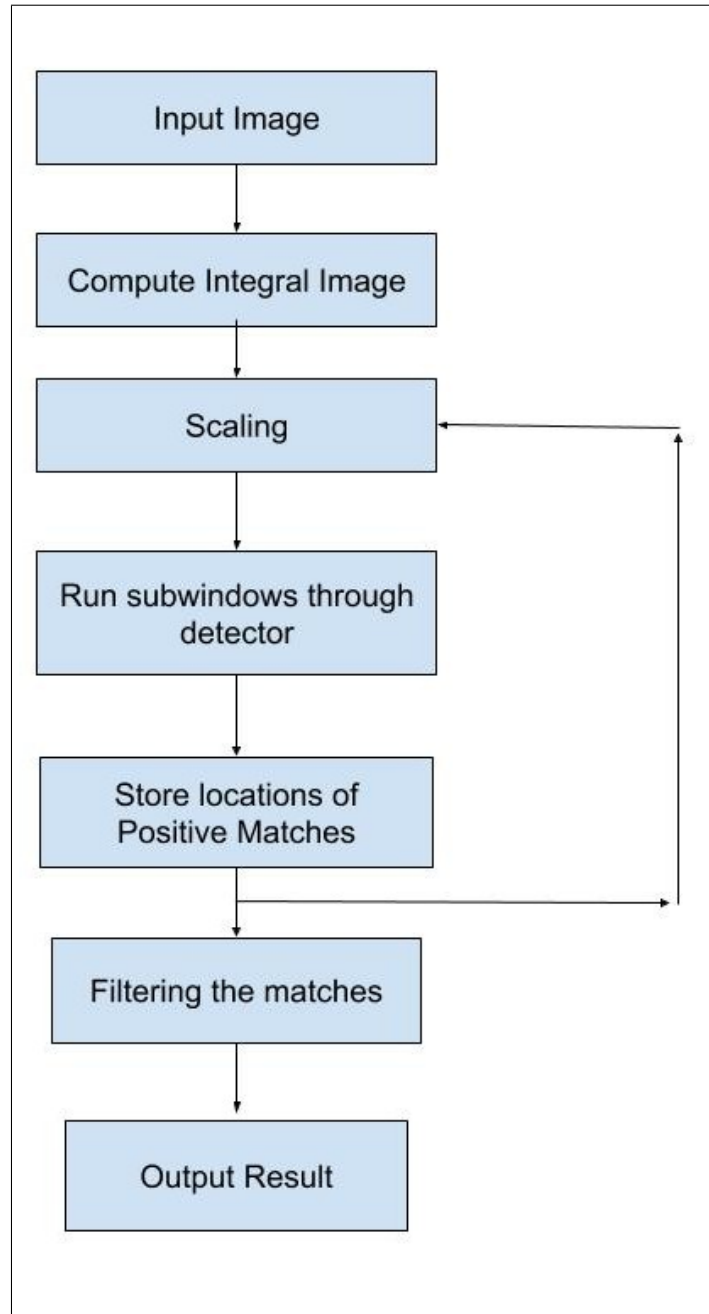 Input Image
Compute Integral Image
Scaling
Run subwindows through
detector
Store locations of
Positive Matches
Filtering the matches
Output Result